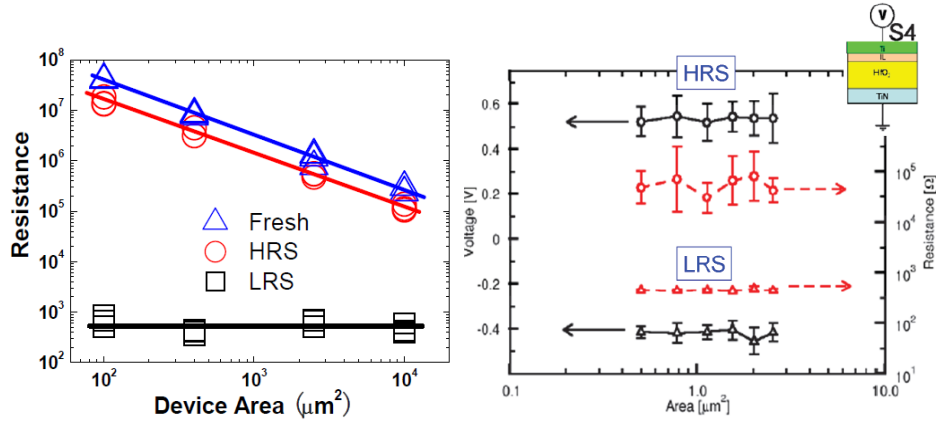 10⁸
10⁷
10⁶
10⁵
10⁴
10³
10²
Resistance
Fresh
HRS
LRS
10² 10³ 10⁴
Device Area (μm²)
V
S4
Ti
IL
HfO₂
TiN
HRS
LRS
0.6
0.4
0.2
0
-0.2
-0.4
Voltage [V]
10⁵
10⁴
10³
10²
10¹
Resistance [Ω]
0.1 1.0 10.0
Area [μm²]